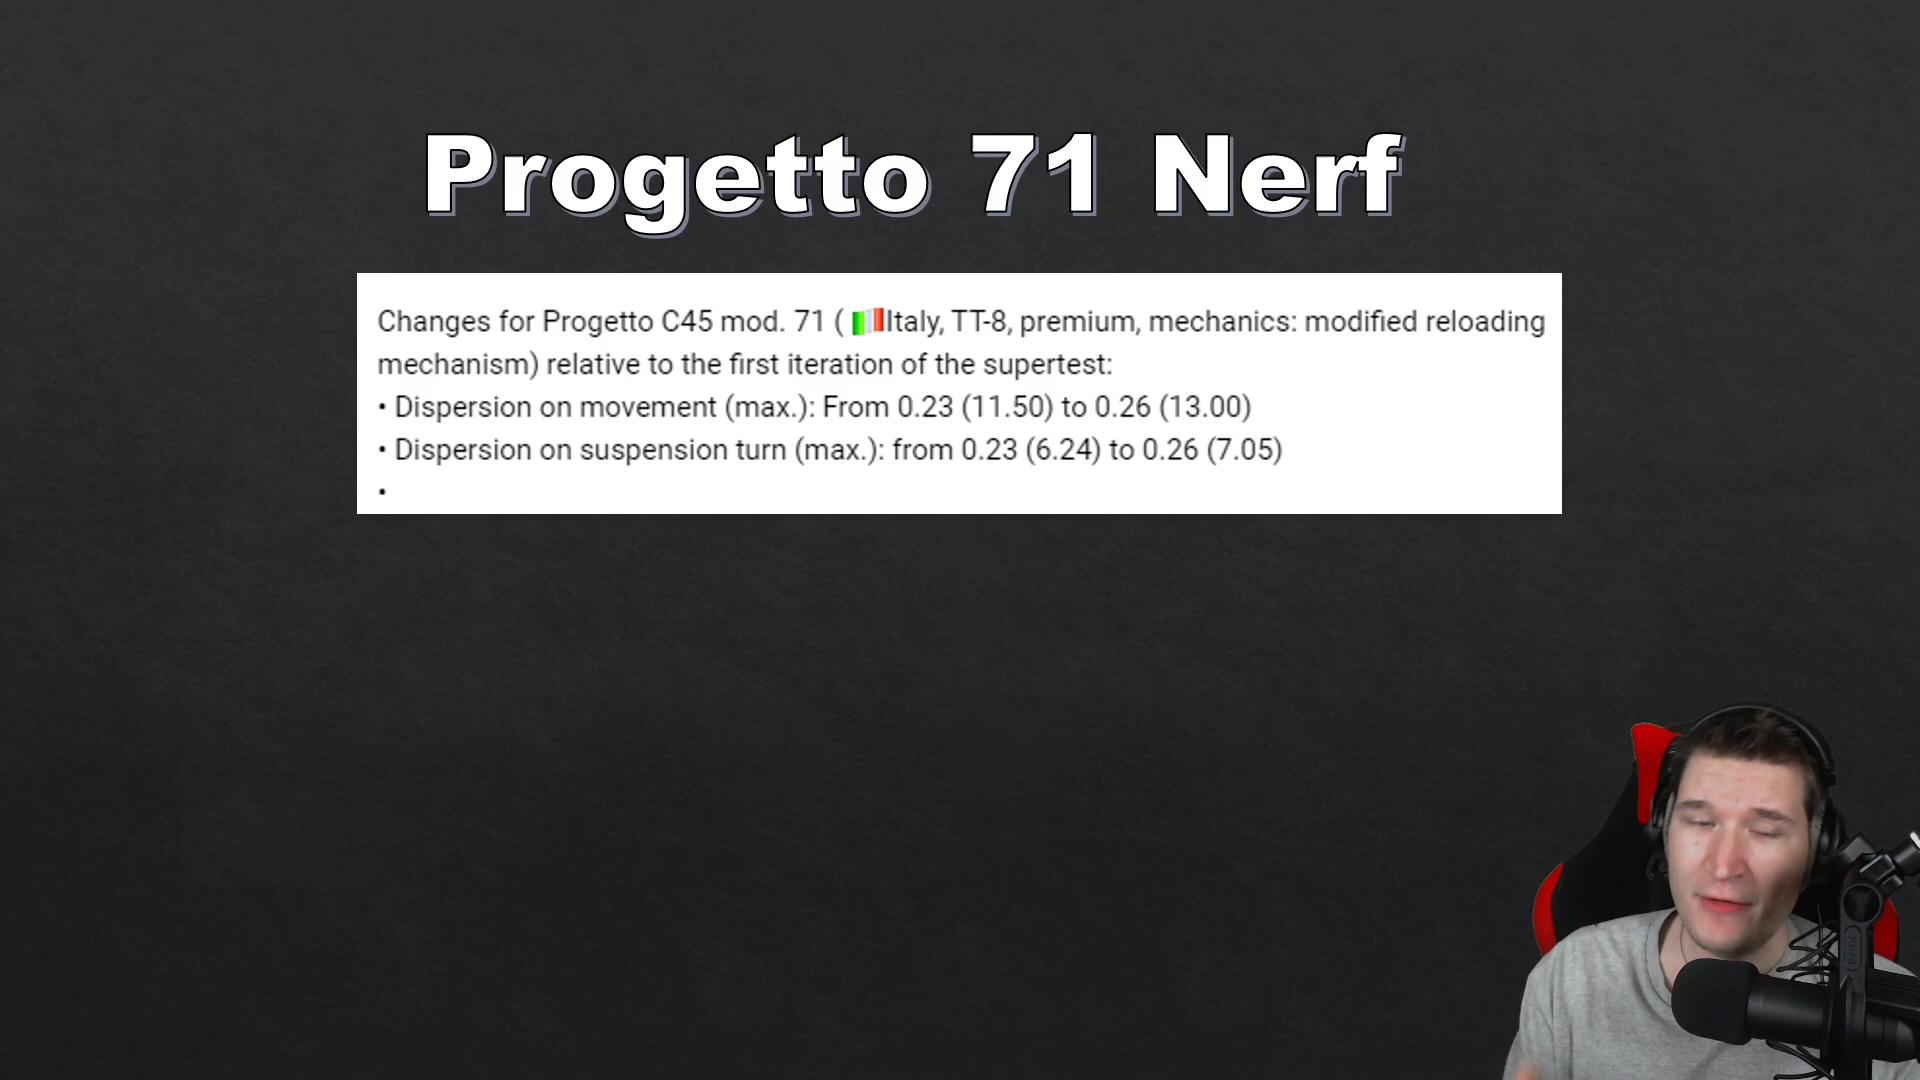 Progetto 71 Nerf
Changes for Progetto C45 mod. 71 ( 🇮🇹Italy, TT-8, premium, mechanics: modified reloading
mechanism) relative to the first iteration of the supertest:
• Dispersion on movement (max.): From 0.23 (11.50) to 0.26 (13.00)
• Dispersion on suspension turn (max.): from 0.23 (6.24) to 0.26 (7.05)
•